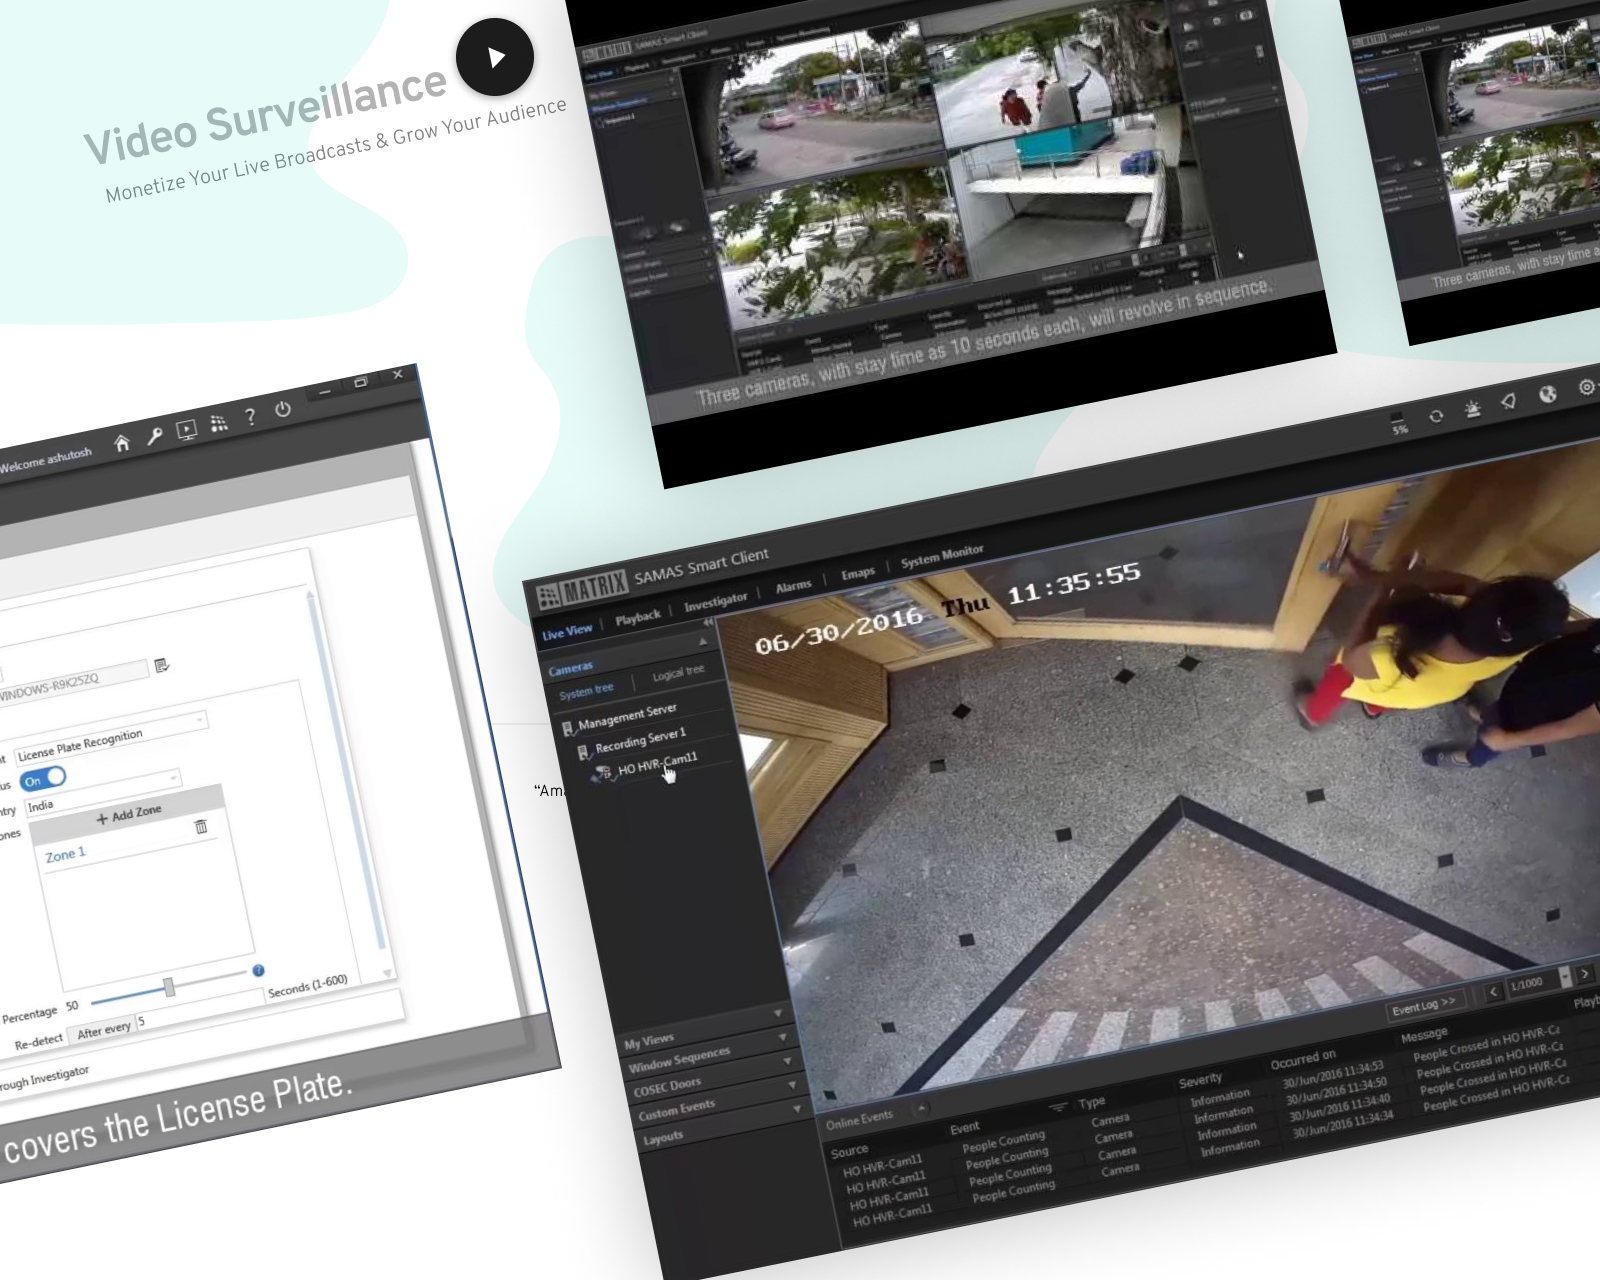 Video Surveillance
Monetize Your Live Broadcasts & Grow Your Audience
SAMAS Smart Client
Three cameras, with stay time as 10 seconds each, will revolve in sequence.
Three cameras, with stay time a
Welcome ashutosh
WINDOWS-R9K25ZQ
License Plate Recognition
On
India
+ Add Zone
Zone 1
Percentage 50
Seconds (1-600)
Re-detect After every 5
rough Investigator
covers the License Plate.
“Ama
5%
MATRIX SAMAS Smart Client
Live View | Playback | Investigator | Alarms | Emaps | System Monitor
Cameras
System tree | Logical tree
Management Server
Recording Server1
HO HVR-Cam11
My Views
Window Sequences
COSEC Doors
Custom Events
Layouts
06/30/2016 Thu 11:35:55
Event Log >> < 1/1000 >
Online Events
Source Event Type Severity Occurred on Message Playb
HO HVR-Cam11 People Counting Camera Information 30/Jun/2016 11:34:53 People Crossed in HO HVR-Ca
HO HVR-Cam11 People Counting Camera Information 30/Jun/2016 11:34:50 People Crossed in HO HVR-Ca
HO HVR-Cam11 People Counting Camera Information 30/Jun/2016 11:34:40 People Crossed in HO HVR-Ca
HO HVR-Cam11 People Counting Camera Information 30/Jun/2016 11:34:34 People Crossed in HO HVR-Ca